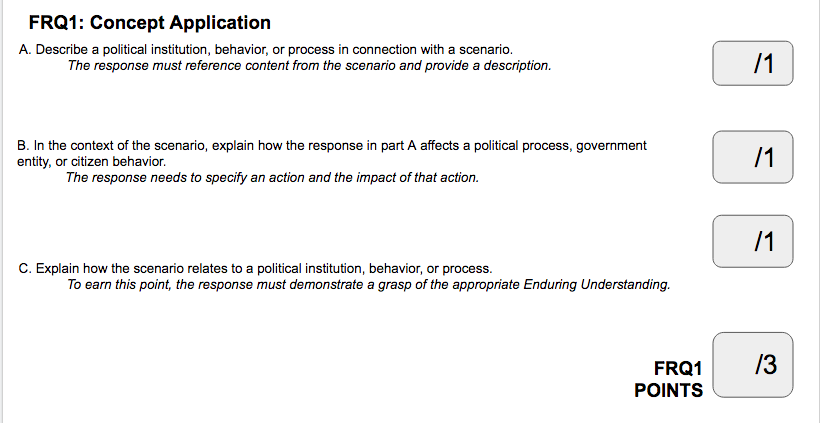 FRQ1: Concept Application
A. Describe a political institution, behavior, or process in connection with a scenario.
The response must reference content from the scenario and provide a description.
/1
B. In the context of the scenario, explain how the response in part A affects a political process, government
entity, or citizen behavior.
The response needs to specify an action and the impact of that action.
/1
/1
C. Explain how the scenario relates to a political institution, behavior, or process.
To earn this point, the response must demonstrate a grasp of the appropriate Enduring Understanding.
FRQ1
POINTS
/3